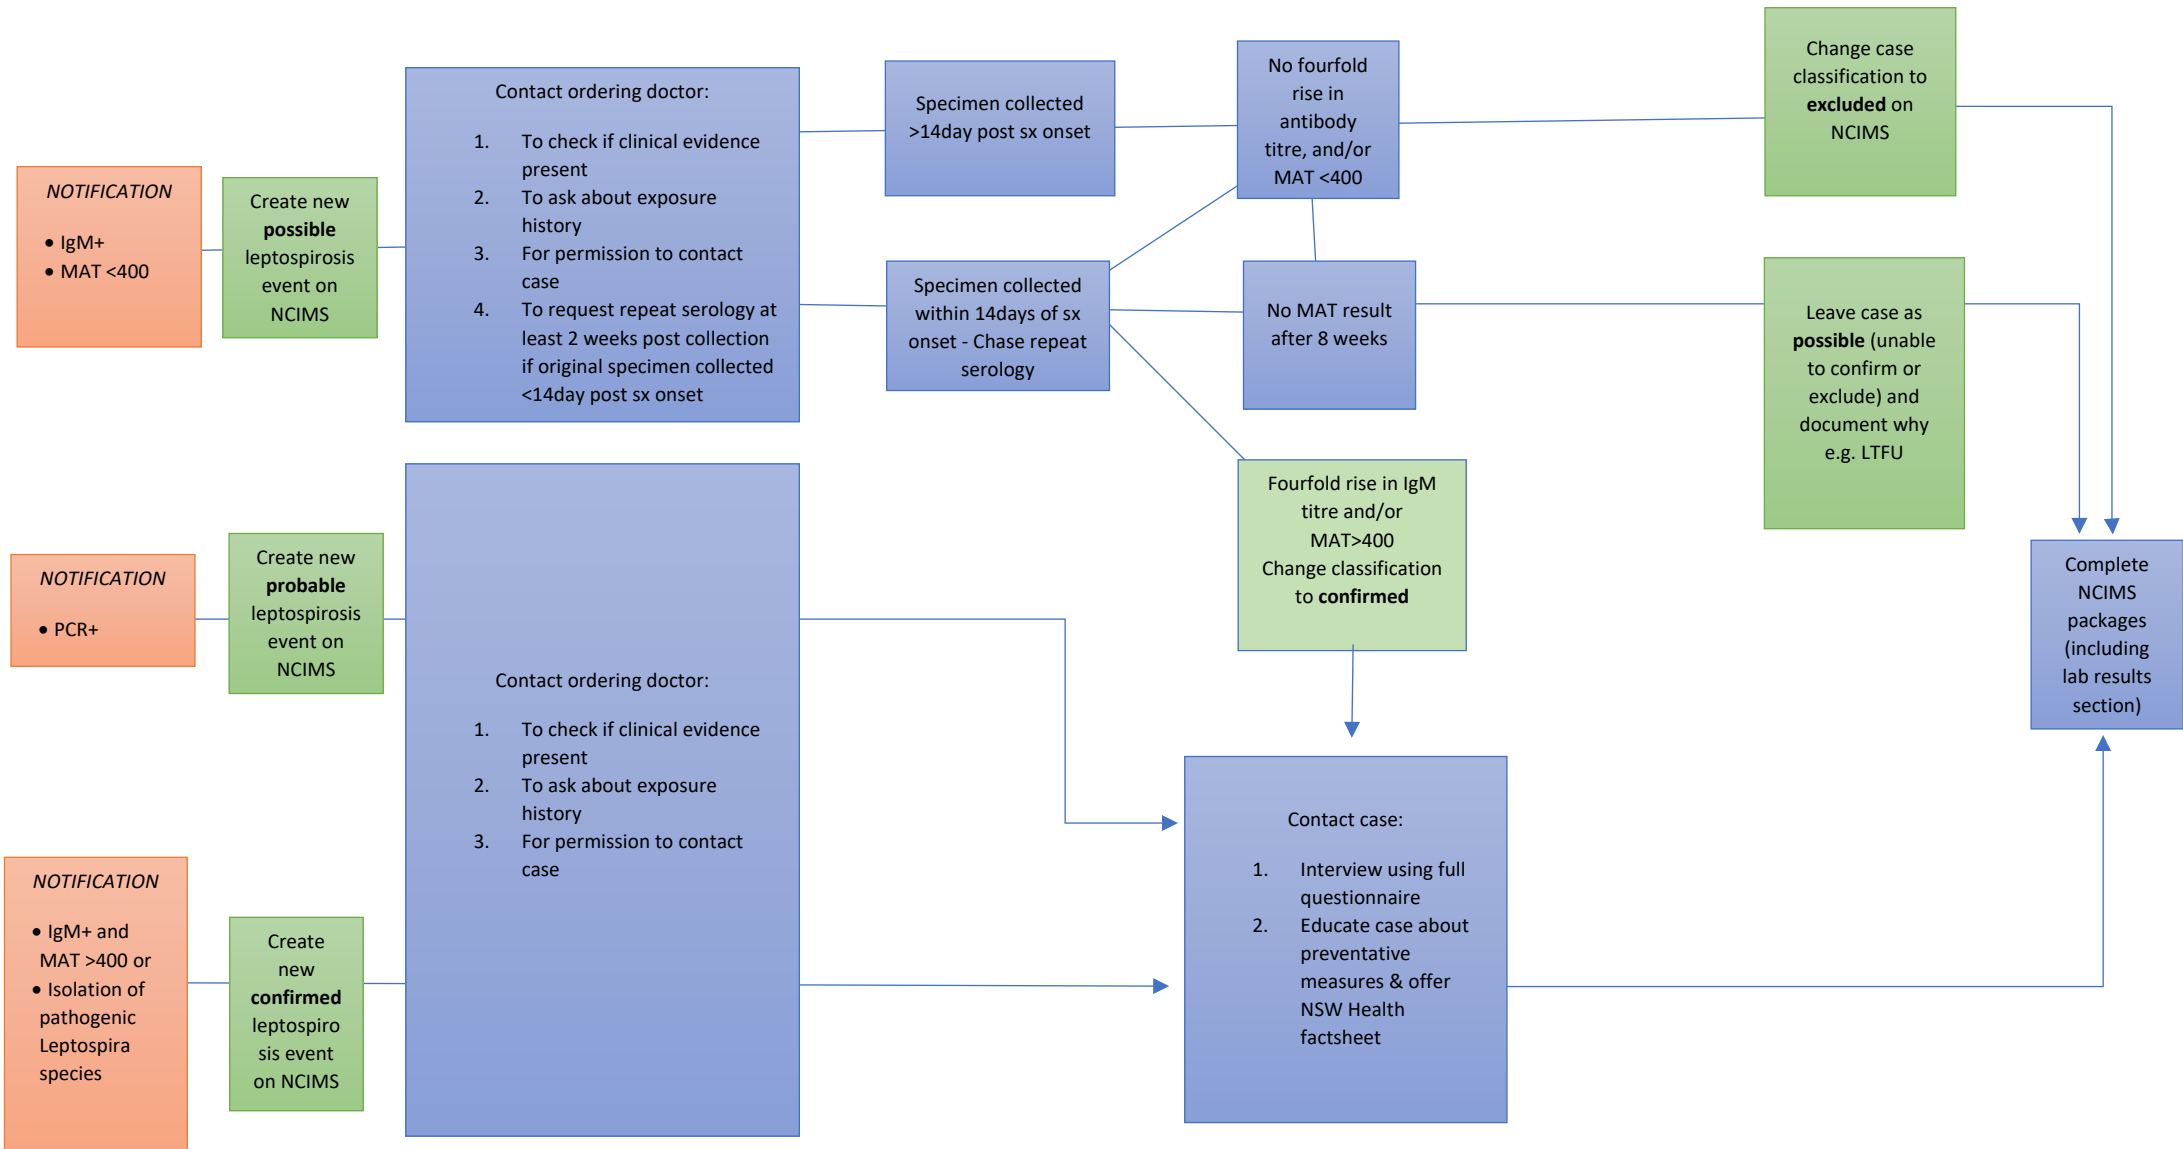 NOTIFICATION
• IgM+
• MAT <400
Create new
possible
leptospirosis
event on
NCIMS
Contact ordering doctor:
1. To check if clinical evidence
present
2. To ask about exposure
history
3. For permission to contact
case
4. To request repeat serology at
least 2 weeks post collection
if original specimen collected
<14day post sx onset
Specimen collected
>14day post sx onset
No fourfold
rise in
antibody
titre, and/or
MAT <400
Change case
classification to
excluded on
NCIMS
Specimen collected
within 14days of sx
onset - Chase repeat
serology
No MAT result
after 8 weeks
Leave case as
possible (unable
to confirm or
exclude) and
document why
e.g. LTFU
Fourfold rise in IgM
titre and/or
MAT>400
Change classification
to confirmed
NOTIFICATION
• PCR+
Create new
probable
leptospirosis
event on
NCIMS
Contact ordering doctor:
1. To check if clinical evidence
present
2. To ask about exposure
history
3. For permission to contact
case
Complete
NCIMS
packages
(including
lab results
section)
NOTIFICATION
• IgM+ and
MAT >400 or
• Isolation of
pathogenic
Leptospira
species
Create
new
confirmed
leptospiro
sis event
on NCIMS
Contact case:
1. Interview using full
questionnaire
2. Educate case about
preventative
measures & offer
NSW Health
factsheet